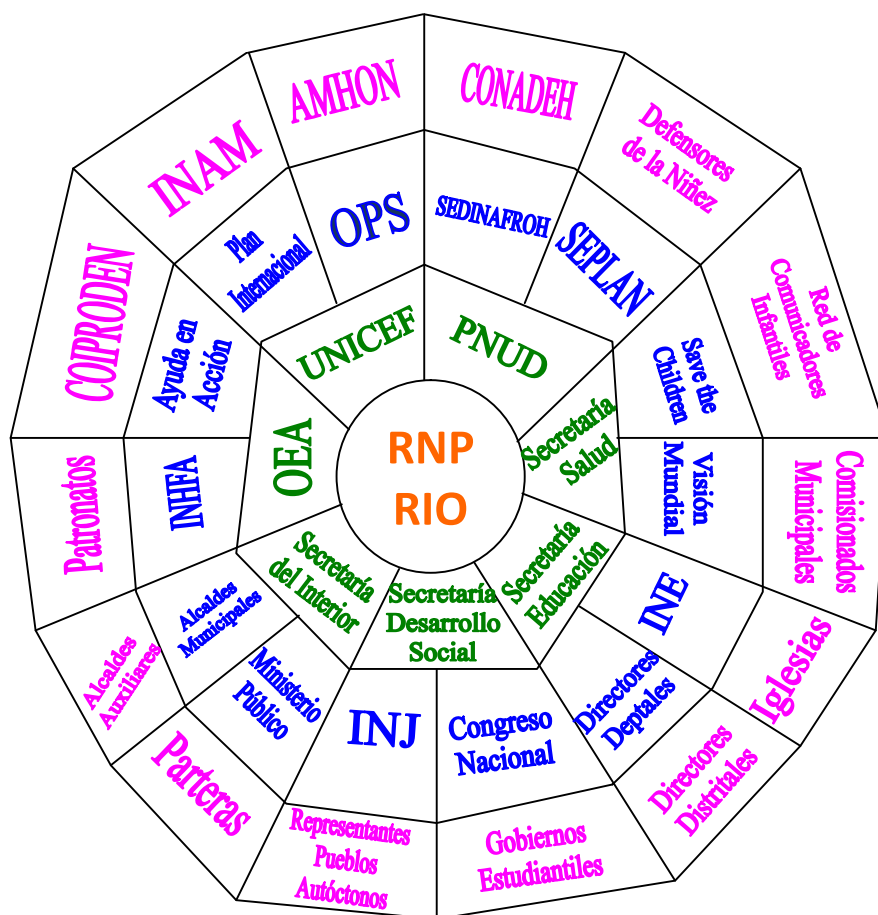 AMHON
CONADEH
Defensores
de la Niñez
Red de
Comunicadores
Infantiles
Comisionados
Municipales
Iglesias
Directores
Distritales
Gobiernos
Estudiantiles
Representantes
Pueblos
Autóctonos
Parteras
Alcaldes
Auxiliares
Patronatos
COIPRODEN
INAM
OPS
SEDINAFROH
SEPLAN
Save the
Children
Visión
Mundial
INE
Directores
Deptales
Congreso
Nacional
INJ
Ministerio
Público
Alcaldes
Municipales
INHFA
Ayuda en
Acción
Plan
Internacional
UNICEF
PNUD
Secretaría
Salud
Secretaría
Educación
Secretaría
Desarrollo
Social
Secretaría
del Interior
OEA
RNP
RIO